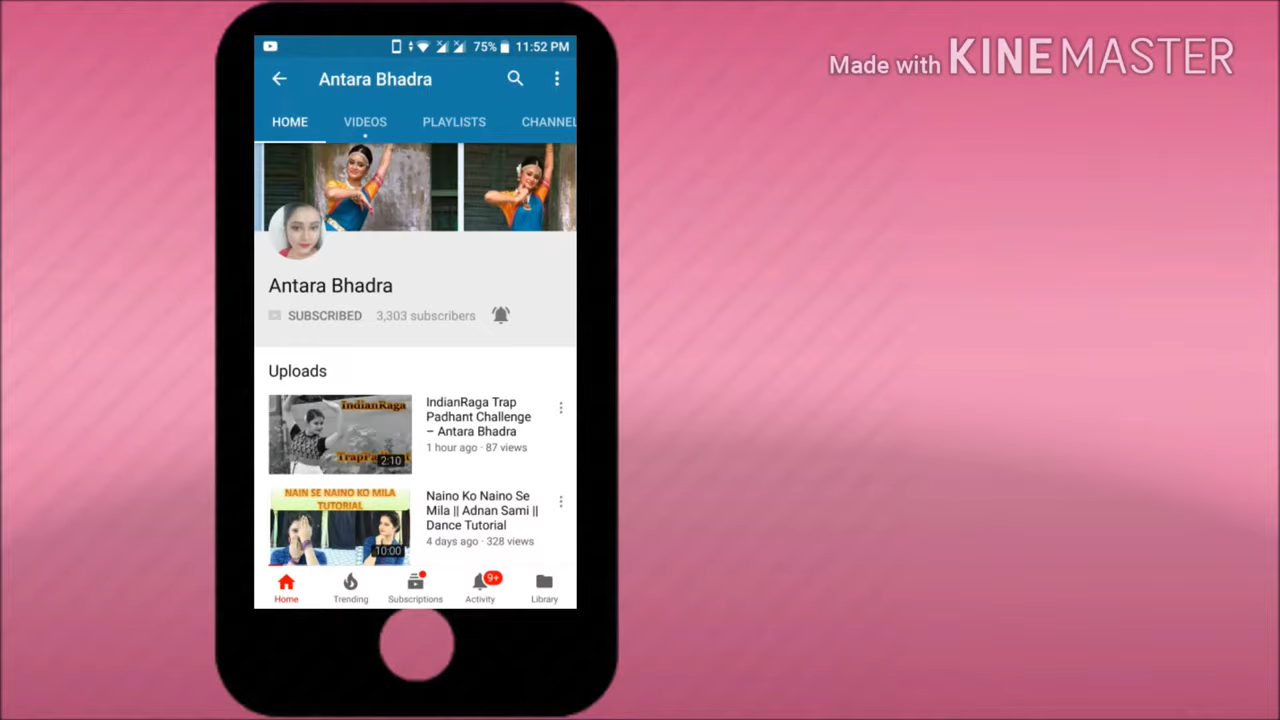 Made with KINEMASTER
75% 11:52 PM
Antara Bhadra
HOME VIDEOS PLAYLISTS CHANNEL
Antara Bhadra
SUBSCRIBED 3,303 subscribers
Uploads
IndianRaga
2:10
IndianRaga Trap
Padhant Challenge
– Antara Bhadra
1 hour ago · 87 views
NAIN SE NAINO KO MILA
TUTORIAL
10:00
Naino Ko Naino Se
Mila || Adnan Sami ||
Dance Tutorial
4 days ago · 328 views
9+
Home Trending Subscriptions Activity Library